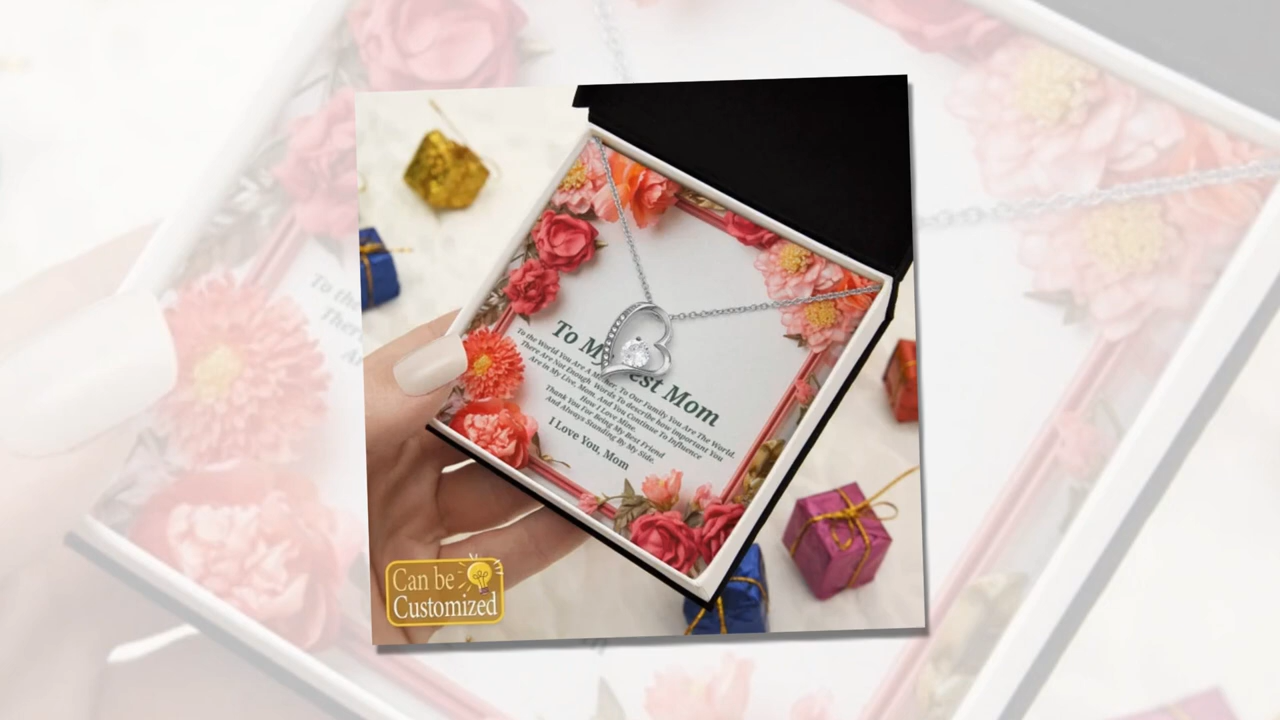 To My Best Mom
To the World You Are A Mother, To Our Family You Are The World.
There Are Not Enough Words To describe how Important You
Are in My Live, Mom. And You Continue To Influence
How I Love Mine.
Thank You For Being My Best Friend
And Always Standing By My Side.
I Love You, Mom
Can be
Customized